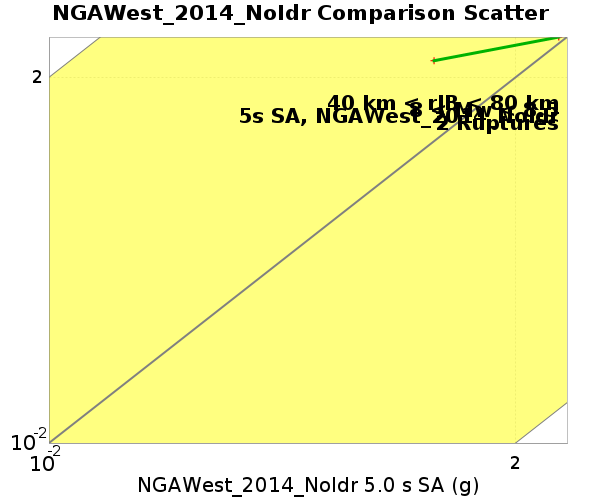 NGAWest_2014_NoIdr Comparison Scatter
2
40 km < rJB < 80 km
5s SA, NGAWest_2014_NoIdr
2 Ruptures
10-2
10-2
2
NGAWest_2014_NoIdr 5.0 s SA (g)